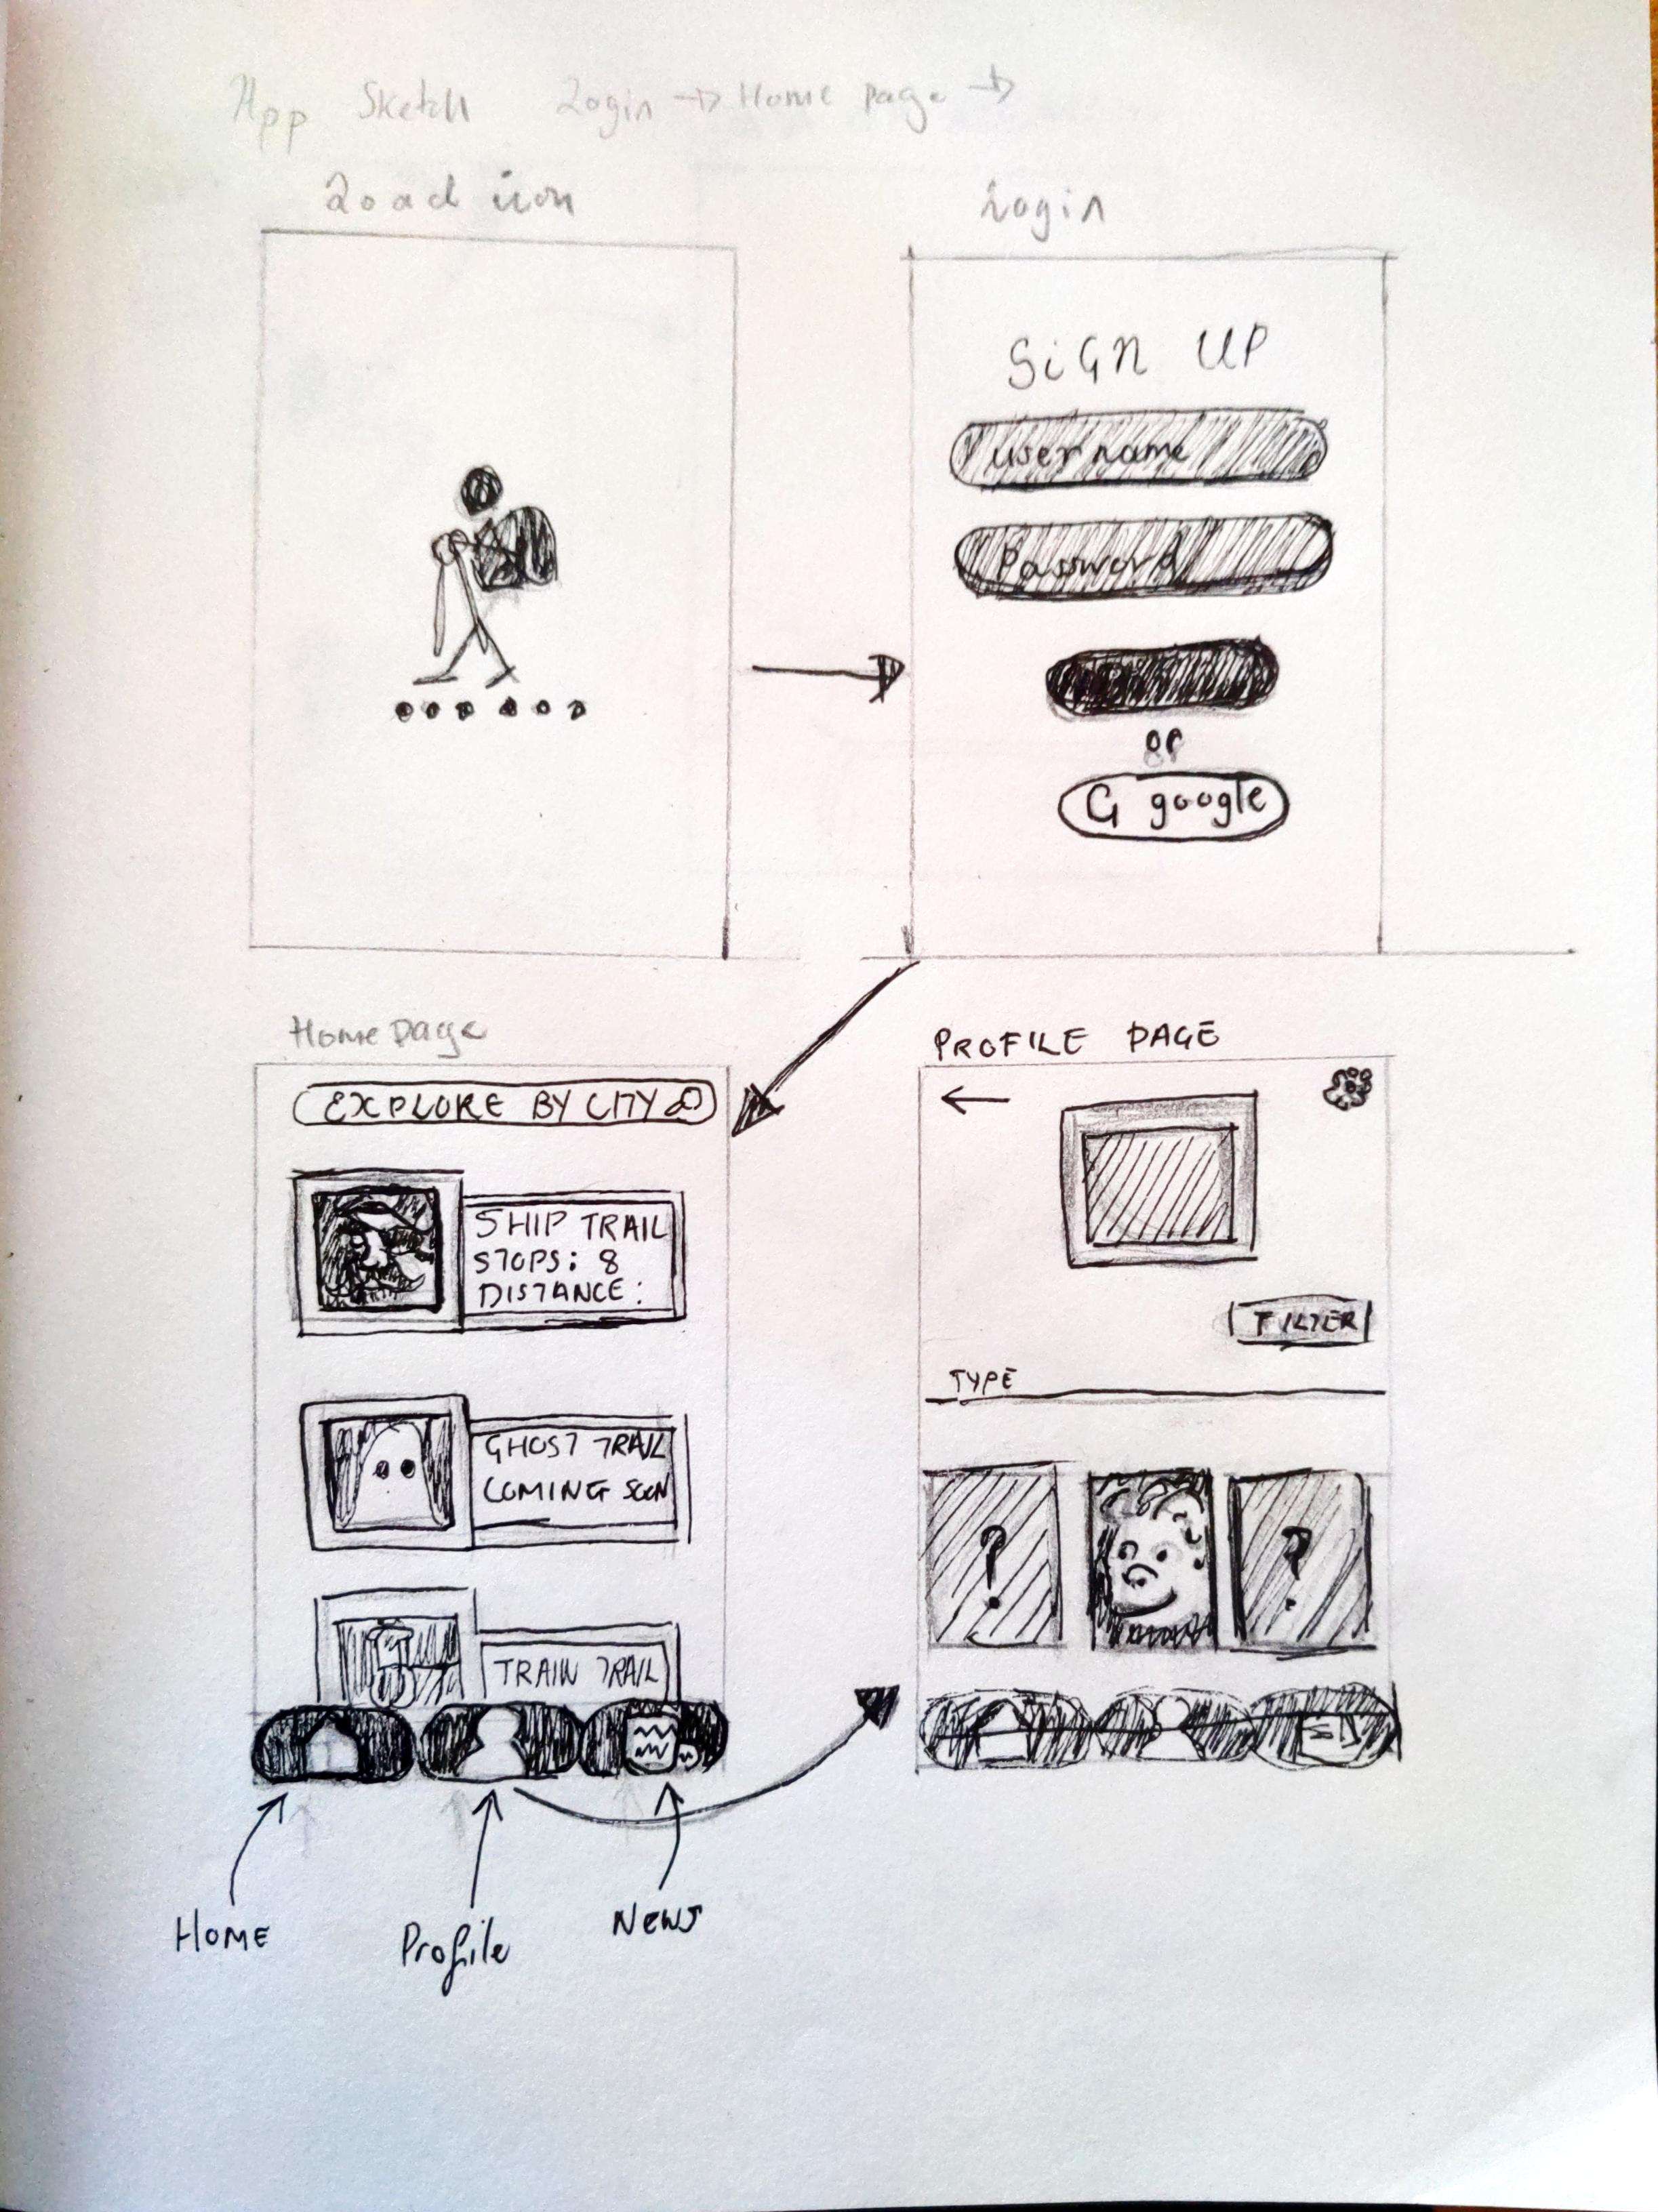 App Sketch Login → Home page →
Load icon
Login
SiGN UP
username
Password
or
G google
Home Page
EXPLORE BY CITY
SHIP TRAIL
STOPS: 8
DISTANCE:
GHOST TRAIL
COMING SOON
TRAIN TRAIL
HOME
Profile
News
PROFILE PAGE
FILTER
TYPE
?
?